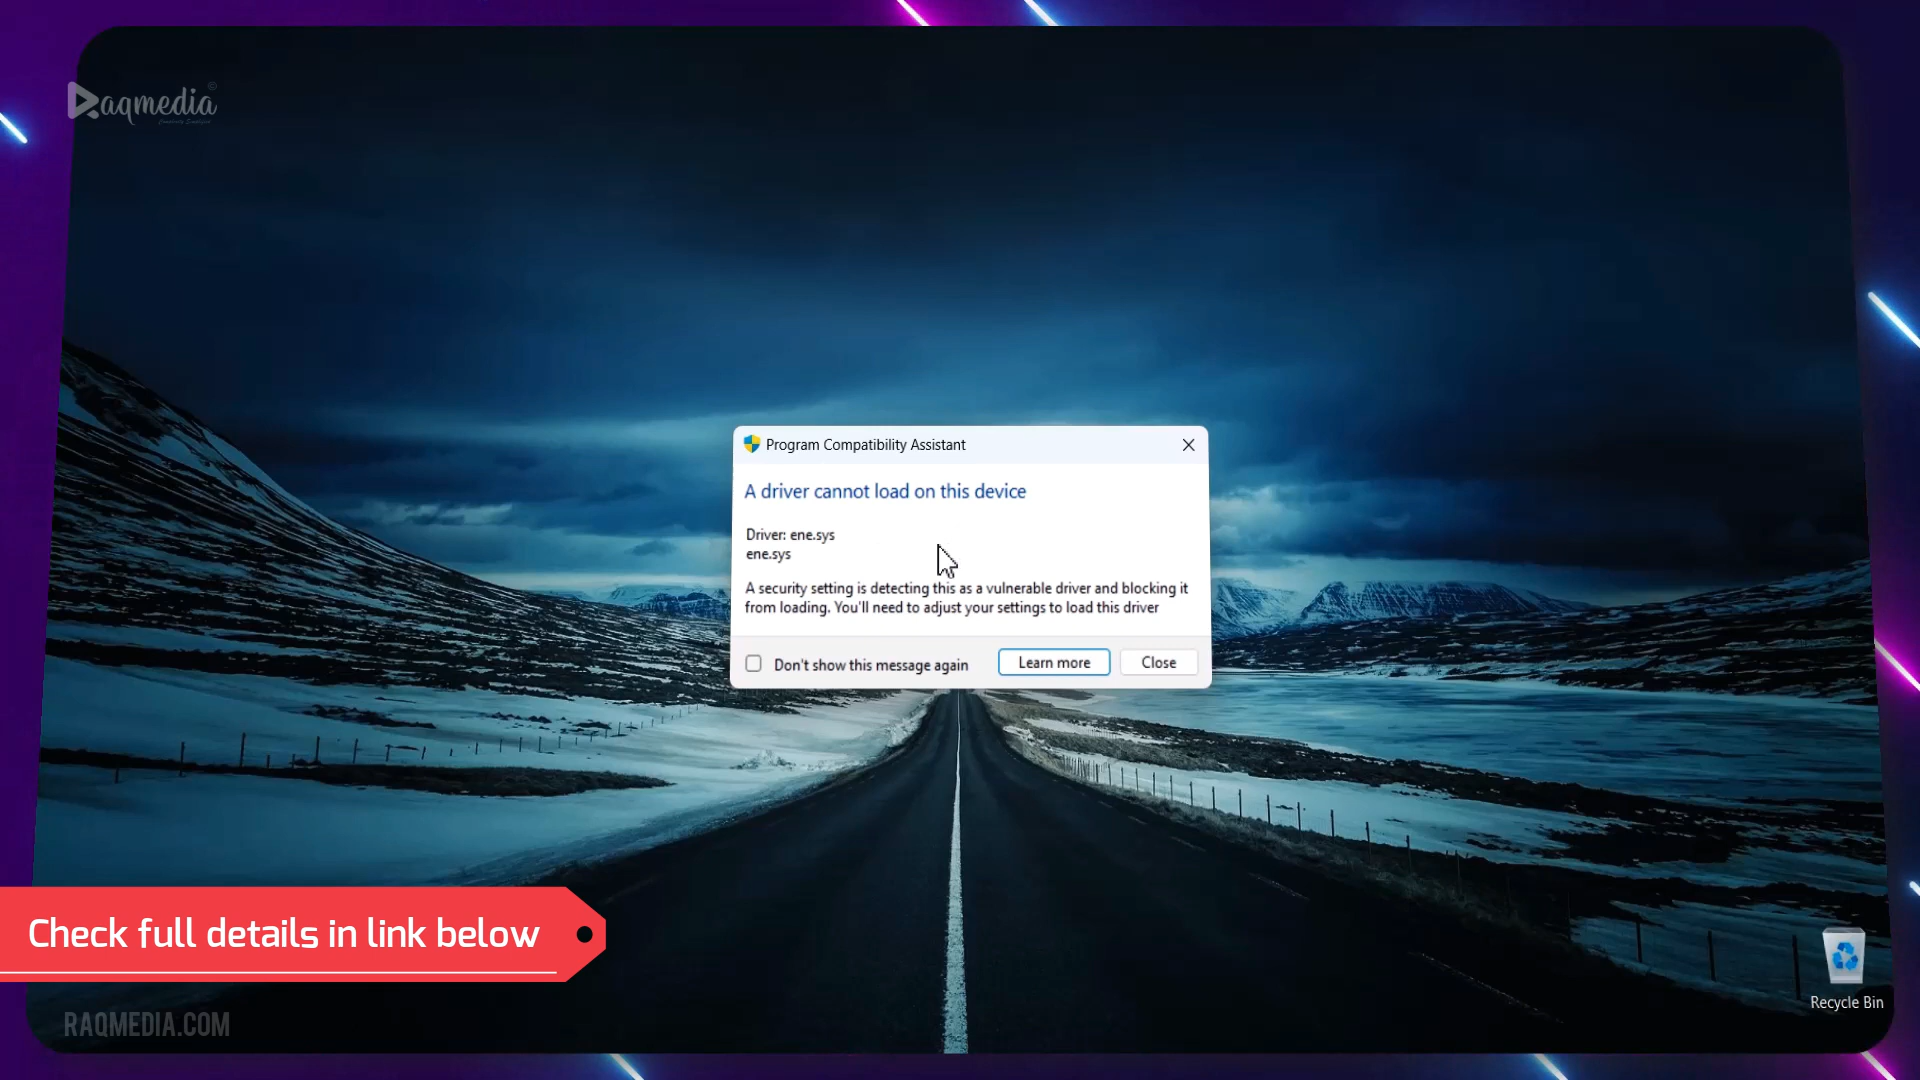 aqmedia
Program Compatibility Assistant
A driver cannot load on this device
Driver: ene.sys
ene.sys
A security setting is detecting this as a vulnerable driver and blocking it
from loading. You'll need to adjust your settings to load this driver
Don't show this message again
Learn more
Close
Check full details in link below
Recycle Bin
RAQMEDIA.COM